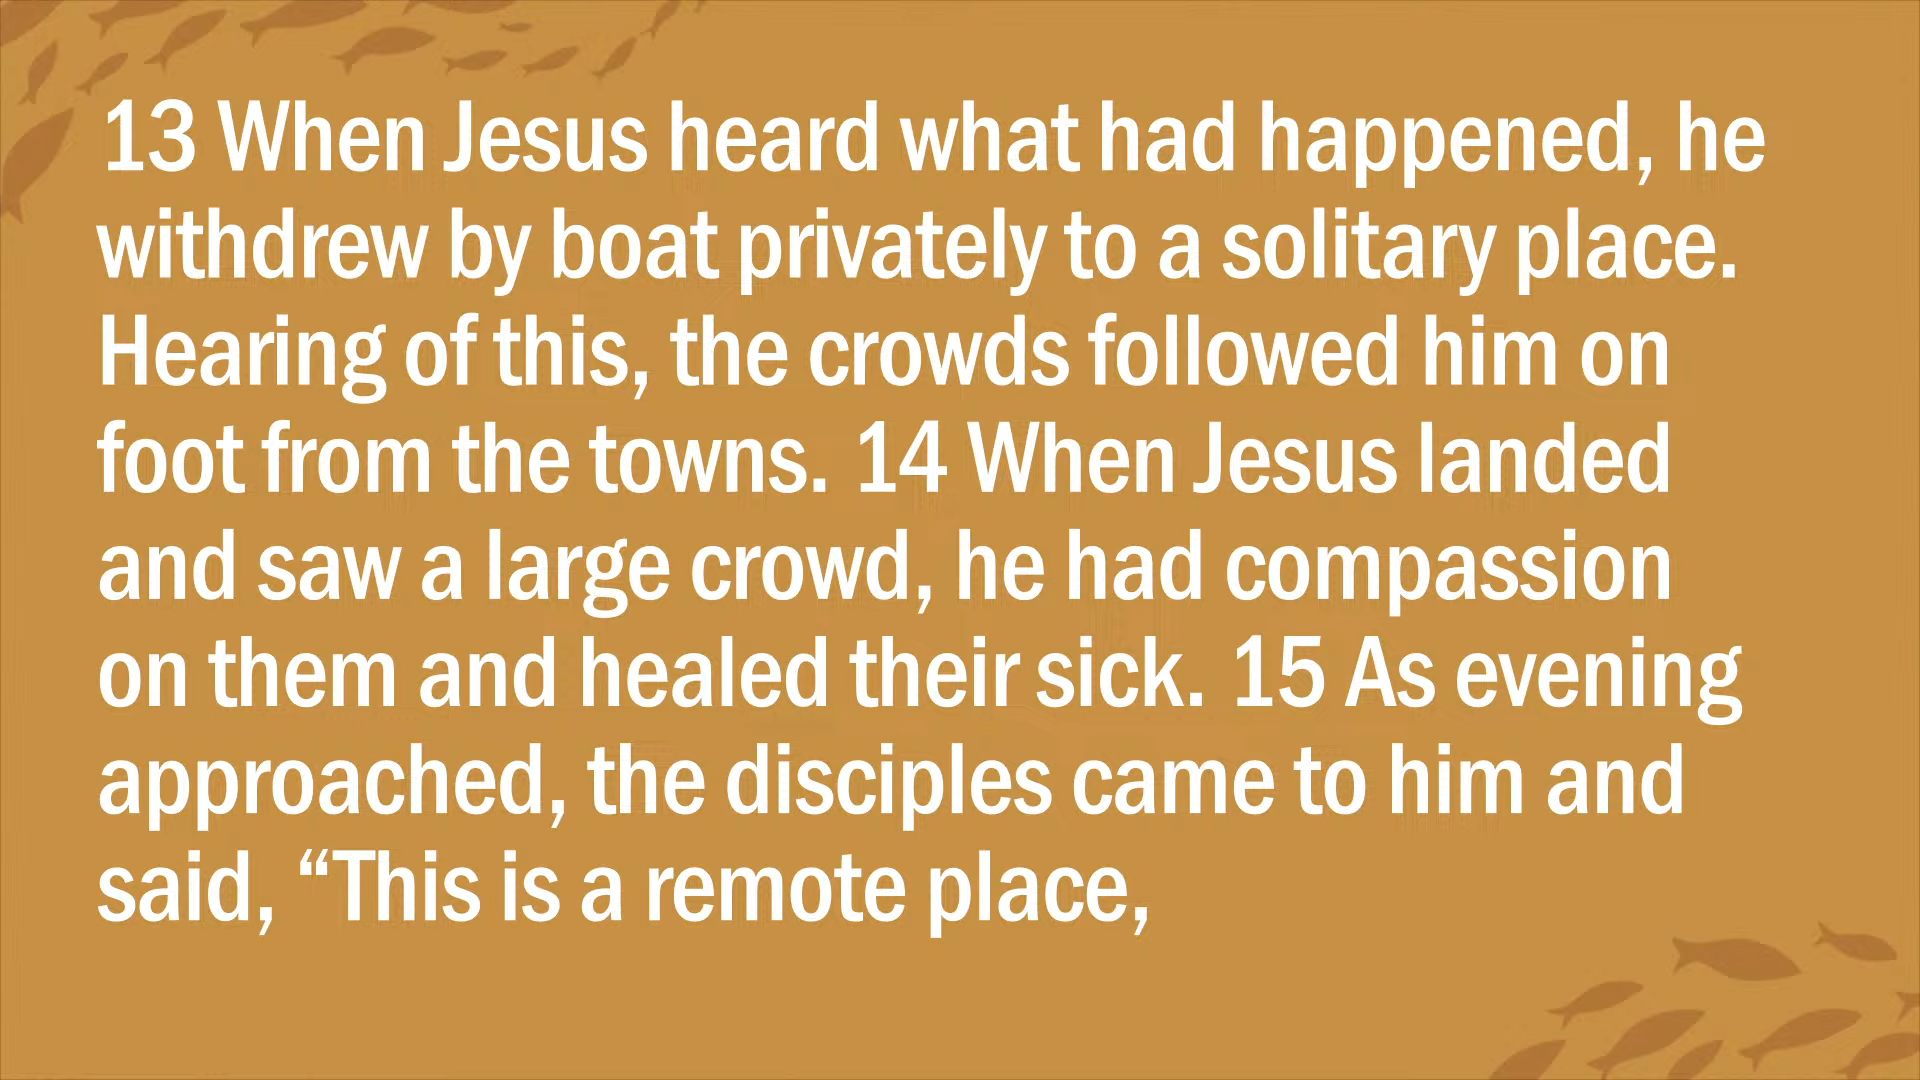 13 When Jesus heard what had happened, he
withdrew by boat privately to a solitary place.
Hearing of this, the crowds followed him on
foot from the towns. 14 When Jesus landed
and saw a large crowd, he had compassion
on them and healed their sick. 15 As evening
approached, the disciples came to him and
said, “This is a remote place,